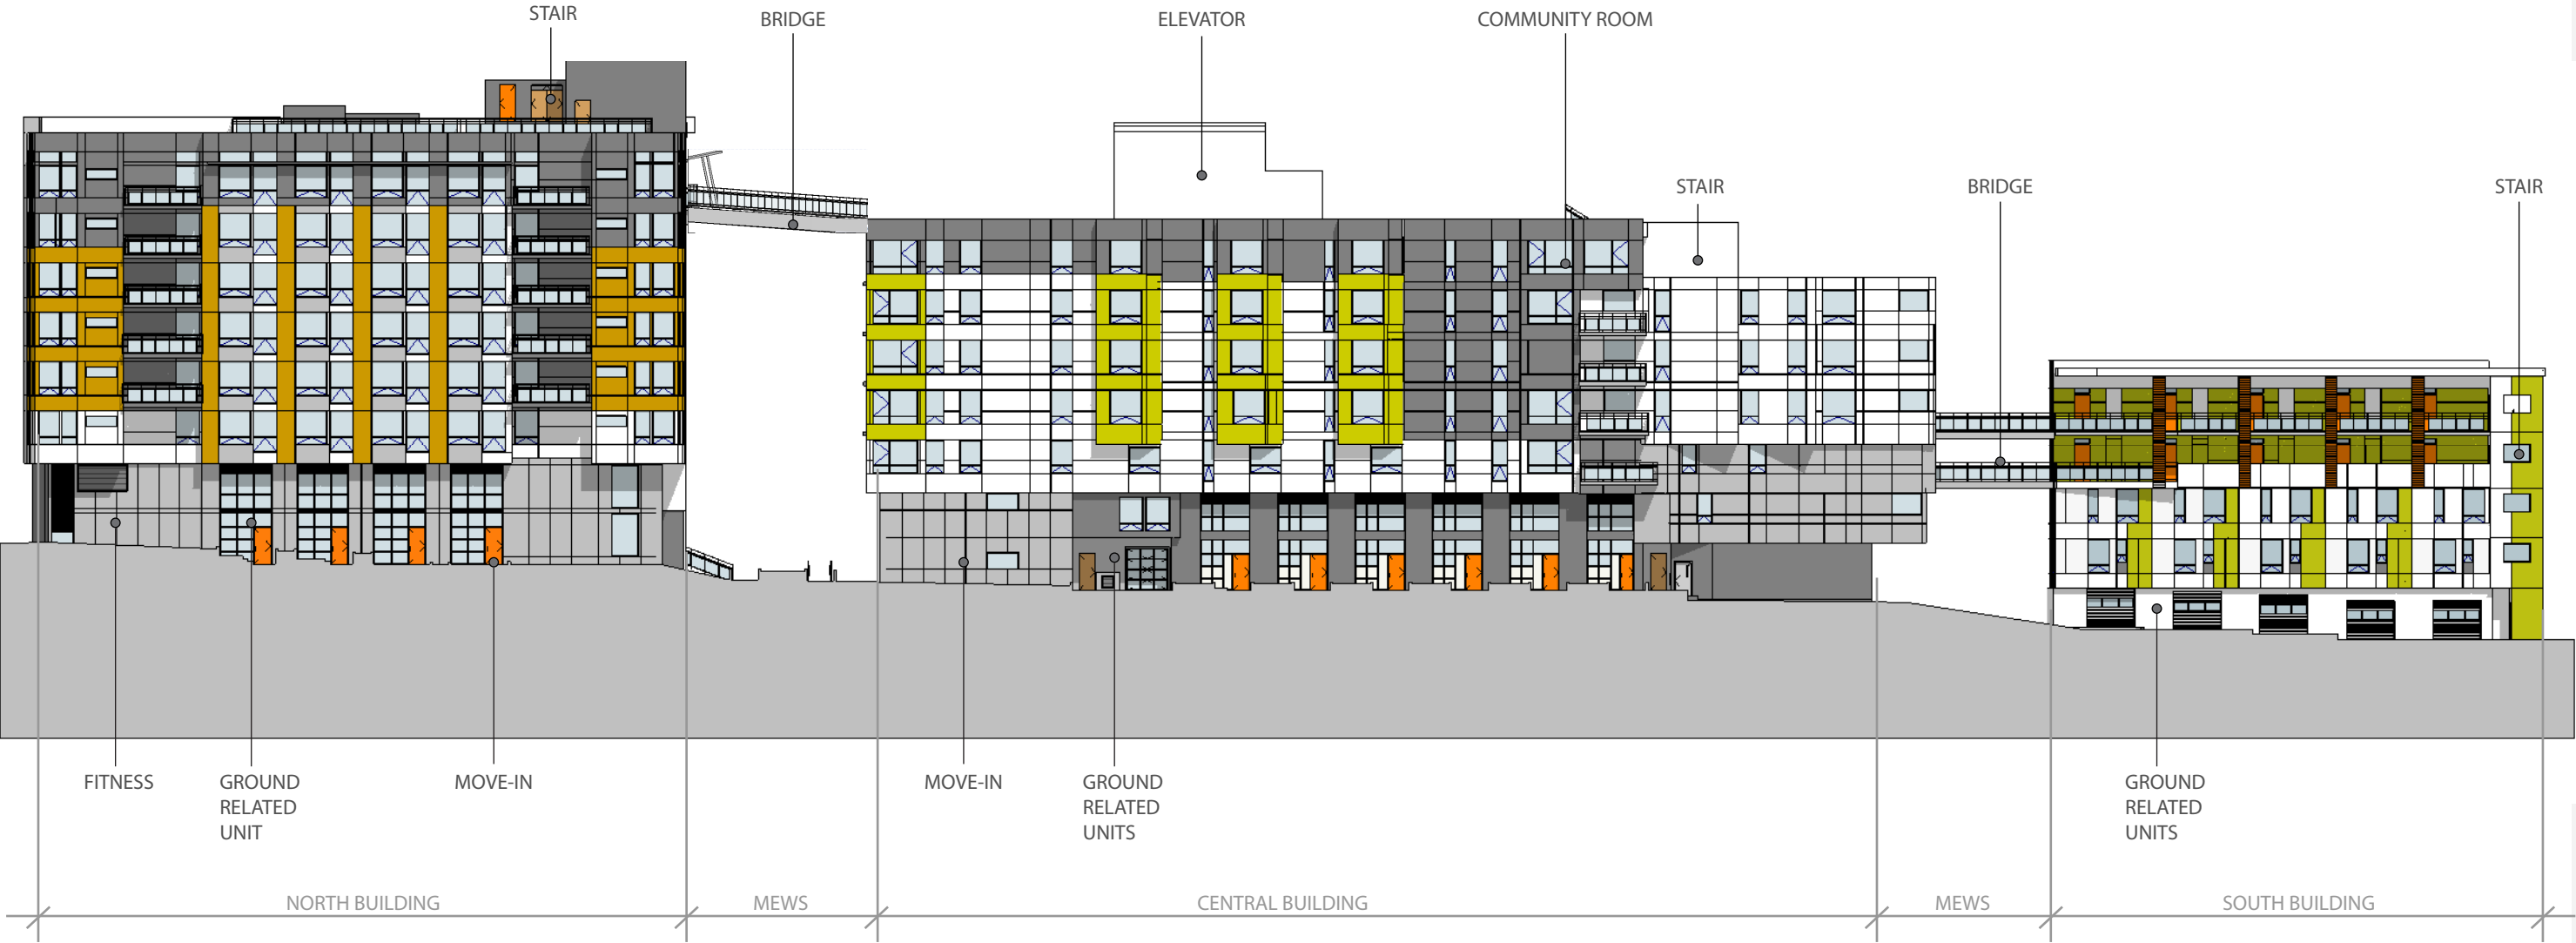 STAIR
BRIDGE
ELEVATOR
COMMUNITY ROOM
STAIR
BRIDGE
STAIR
FITNESS
GROUND
RELATED
UNIT
MOVE-IN
MOVE-IN
GROUND
RELATED
UNITS
GROUND
RELATED
UNITS
NORTH BUILDING
MEWS
CENTRAL BUILDING
MEWS
SOUTH BUILDING